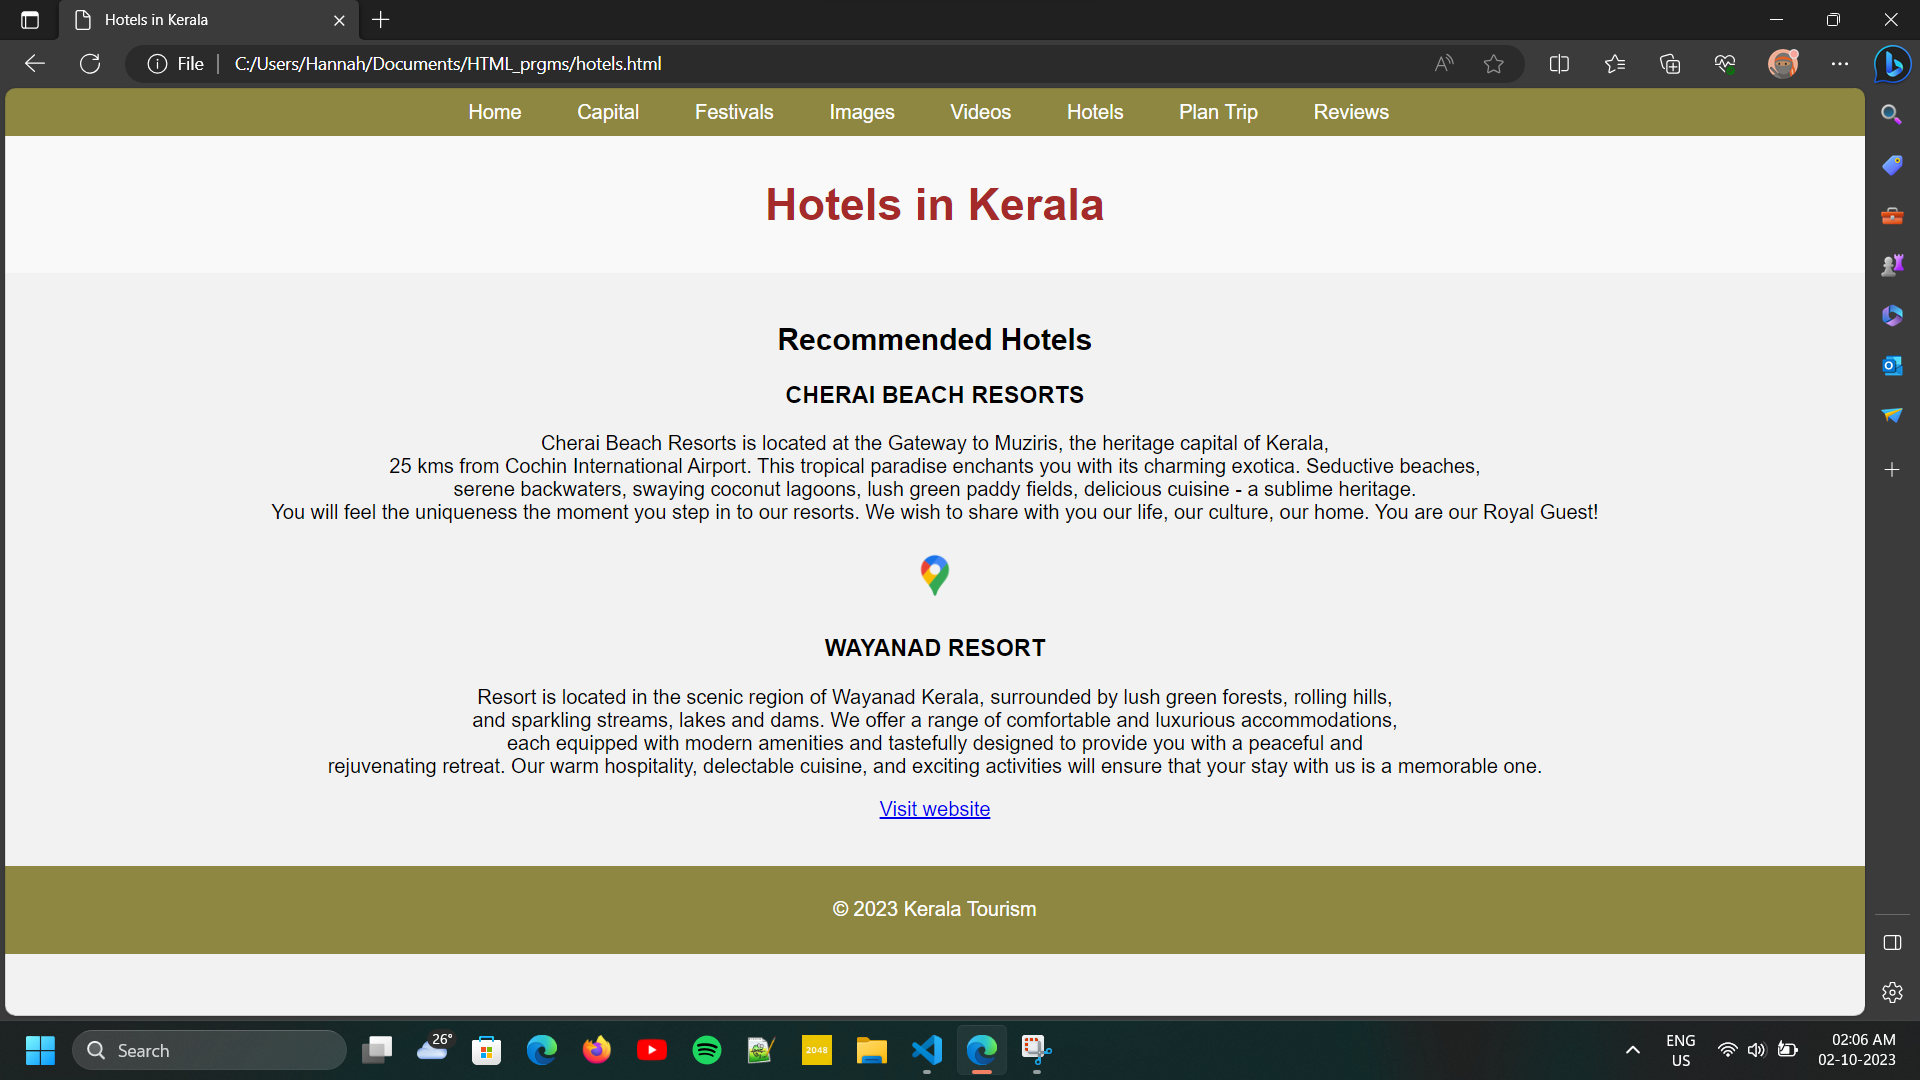 Hotels in Kerala
File
C:/Users/Hannah/Documents/HTML_prgms/hotels.html
Home Capital Festivals Images Videos Hotels Plan Trip Reviews
Hotels in Kerala
Recommended Hotels
CHERAI BEACH RESORTS
Cherai Beach Resorts is located at the Gateway to Muziris, the heritage capital of Kerala,
25 kms from Cochin International Airport. This tropical paradise enchants you with its charming exotica. Seductive beaches,
serene backwaters, swaying coconut lagoons, lush green paddy fields, delicious cuisine - a sublime heritage.
You will feel the uniqueness the moment you step in to our resorts. We wish to share with you our life, our culture, our home. You are our Royal Guest!
WAYANAD RESORT
Resort is located in the scenic region of Wayanad Kerala, surrounded by lush green forests, rolling hills,
and sparkling streams, lakes and dams. We offer a range of comfortable and luxurious accommodations,
each equipped with modern amenities and tastefully designed to provide you with a peaceful and
rejuvenating retreat. Our warm hospitality, delectable cuisine, and exciting activities will ensure that your stay with us is a memorable one.
Visit website
© 2023 Kerala Tourism
Search
26°
2048
ENG
US
02:06 AM
02-10-2023